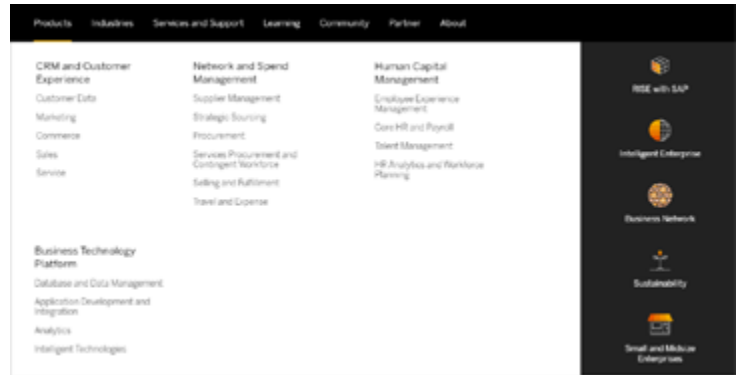 Products Industries Services and Support Learning Community Partner About
CRM and Customer
Experience
Customer Data
Marketing
Commerce
Sales
Service
Network and Spend
Management
Supplier Management
Strategic Sourcing
Procurement
Services Procurement and
Contingent Workforce
Selling and Fulfillment
Travel and Expense
Human Capital
Management
Employee Experience
Management
Core HR and Payroll
Talent Management
HR Analytics and Workforce
Planning
Business Technology
Platform
Database and Data Management
Application Development and
Integration
Analytics
Intelligent Technologies
RISE with SAP
Intelligent Enterprise
Business Network
Sustainability
Small and Midsize
Enterprises